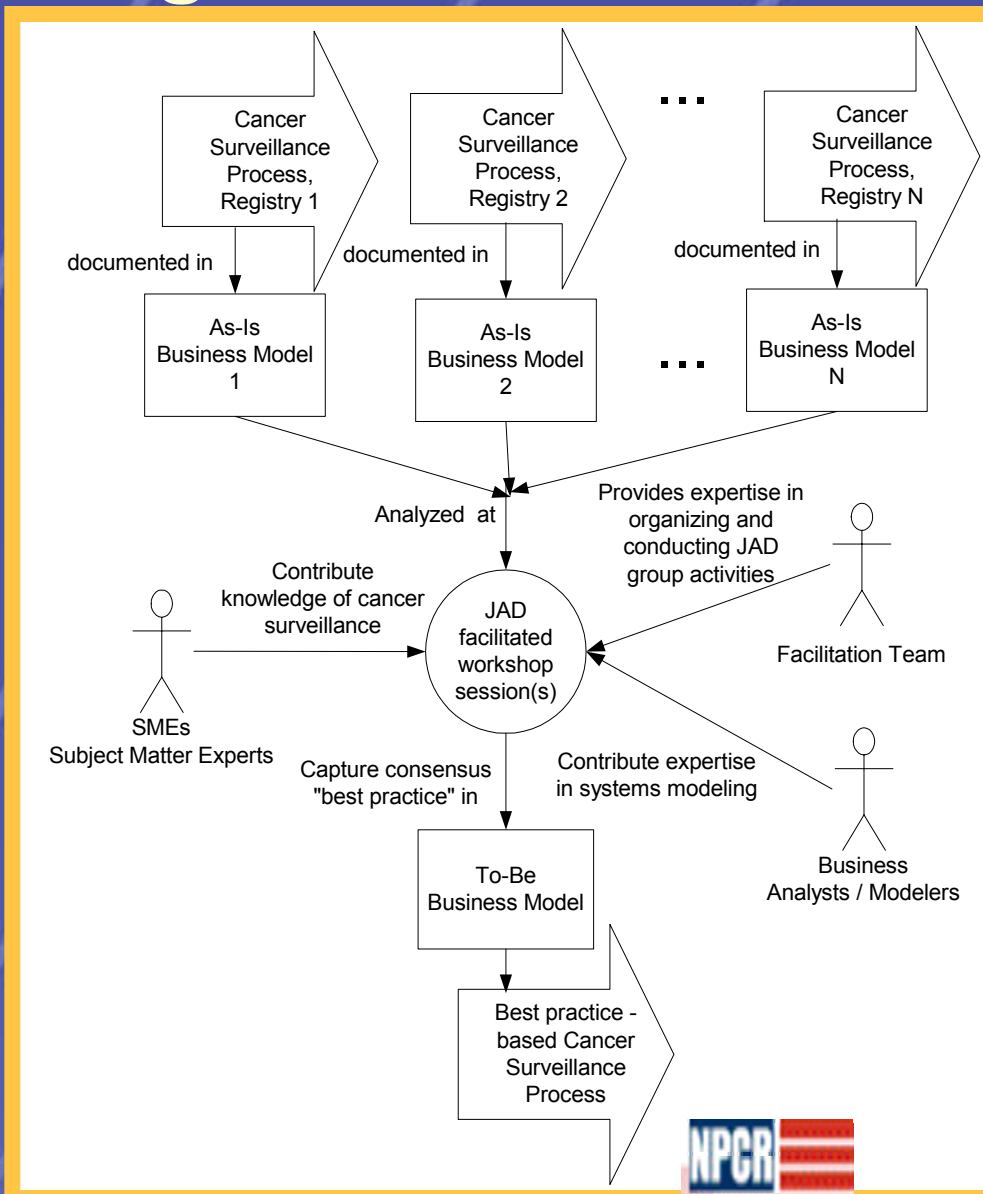 Cancer
Surveillance
Process,
Registry 1
Cancer
Surveillance
Process,
Registry 2
...
Cancer
Surveillance
Process,
Registry N
documented in
documented in
documented in
As-Is
Business Model
1
As-Is
Business Model
2
...
As-Is
Business Model
N
Analyzed at
Provides expertise in
organizing and
conducting JAD
group activities
Facilitation Team
Contribute
knowledge of cancer
surveillance
JAD
facilitated
workshop
session(s)
SMEs
Subject Matter Experts
Capture consensus
"best practice" in
Contribute expertise
in systems modeling
Business
Analysts / Modelers
To-Be
Business Model
Best practice -
based Cancer
Surveillance
Process
NPCR